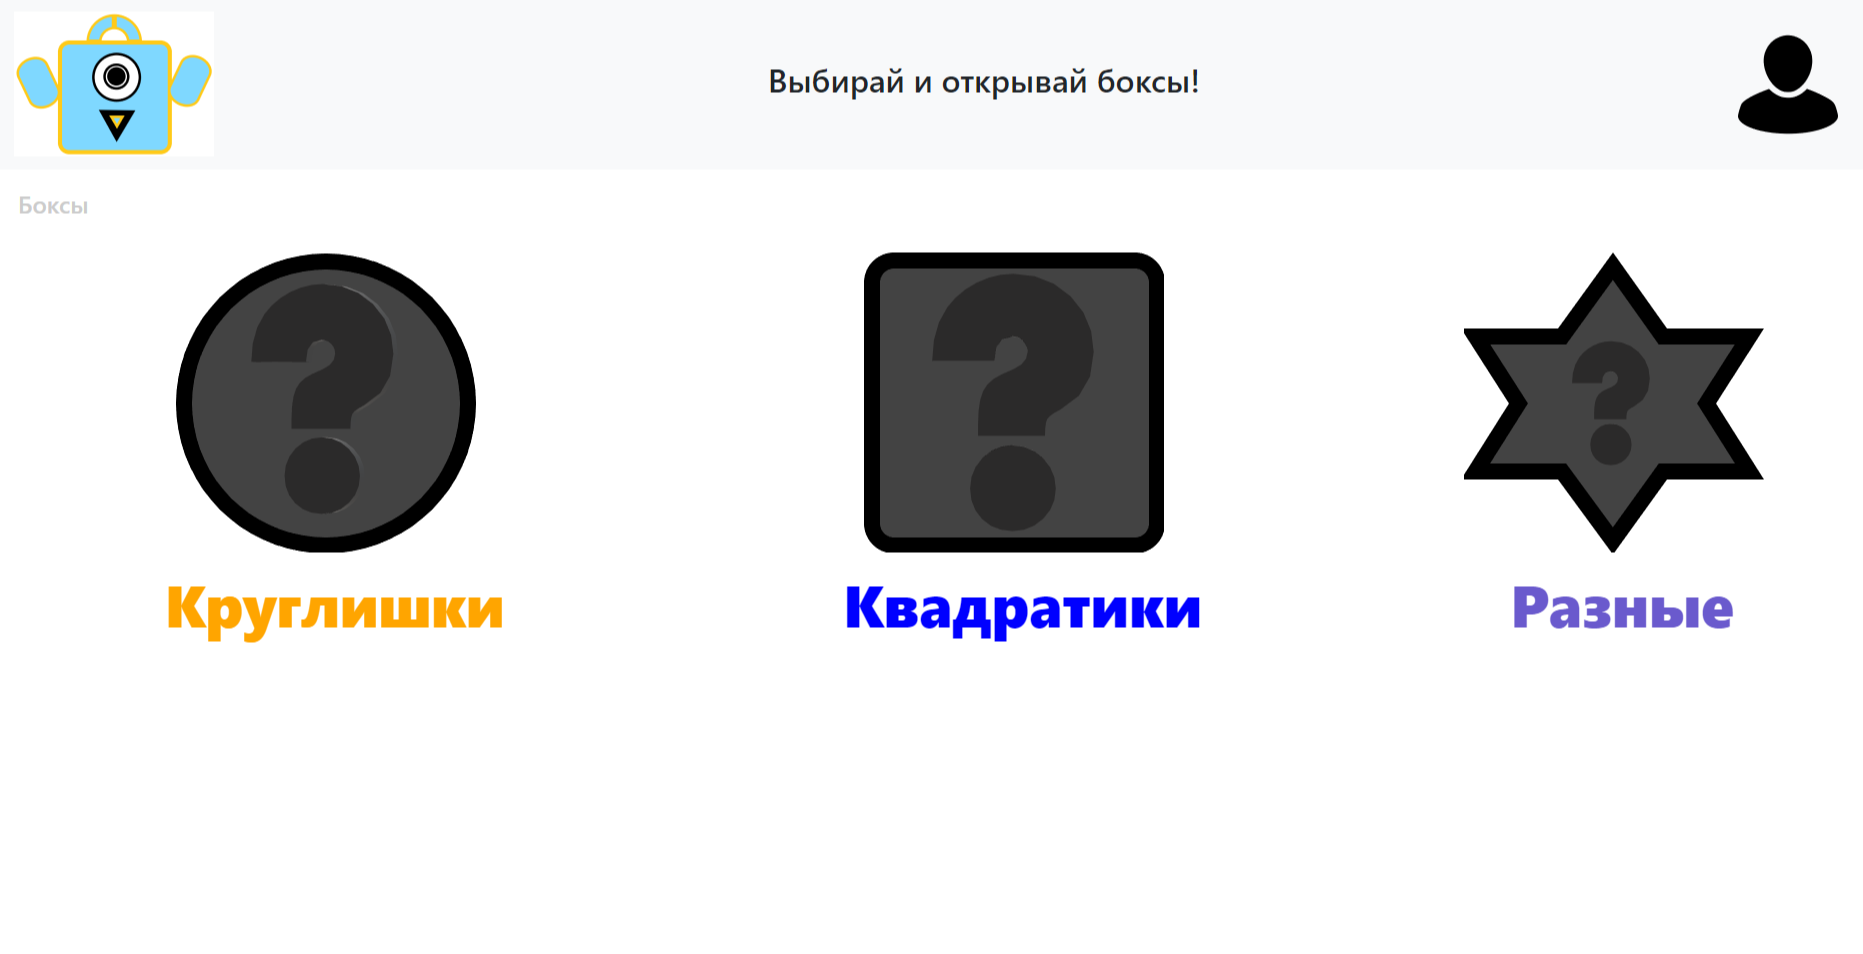 Выбирай и открывай боксы!
Боксы
?
?
?
Круглишки
Квадратики
Разные